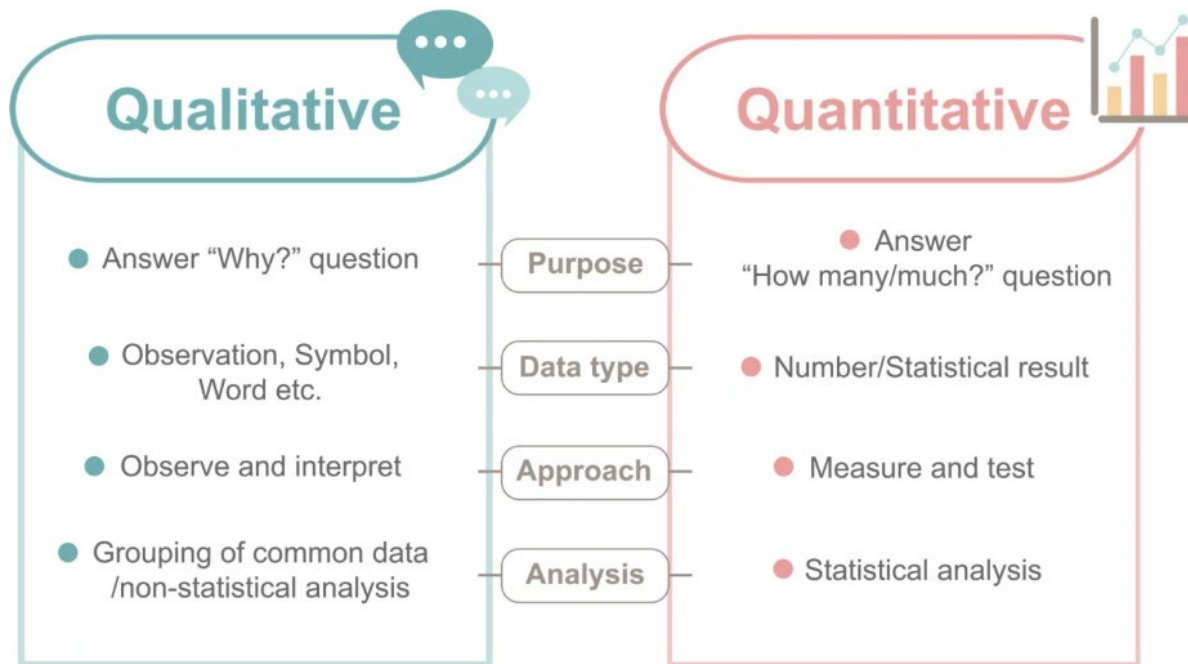 Qualitative
Quantitative
Answer “Why?” question
Purpose
Answer
“How many/much?” question
Observation, Symbol,
Word etc.
Data type
Number/Statistical result
Observe and interpret
Approach
Measure and test
Grouping of common data
/non-statistical analysis
Analysis
Statistical analysis